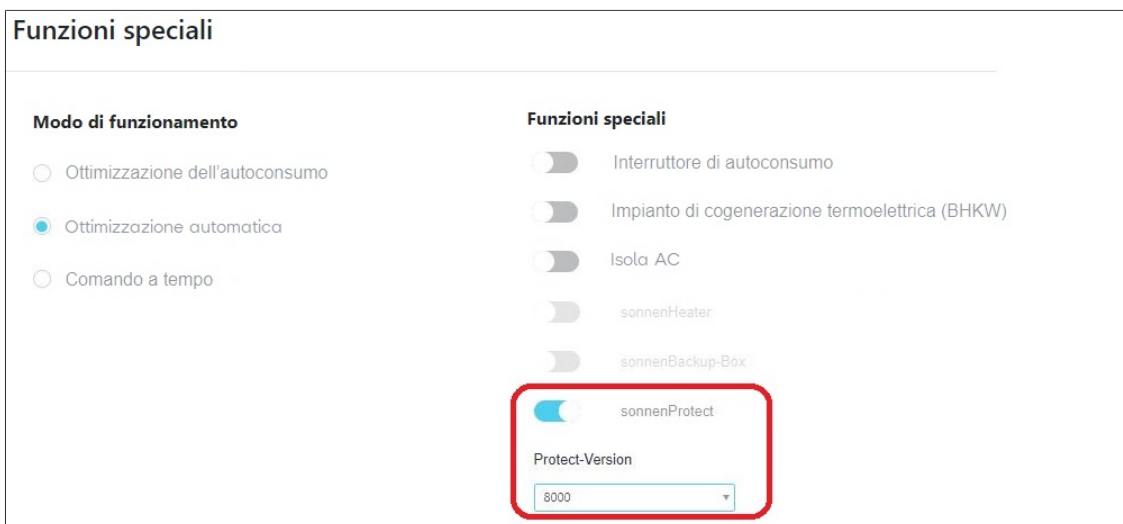 Funzioni speciali
Modo di funzionamento
Ottimizzazione dell'autoconsumo
Ottimizzazione automatica
Comando a tempo
Funzioni speciali
Interruttore di autoconsumo
Impianto di cogenerazione termoelettrica (BHKW)
Isola AC
sonnenHeater
sonnenBackup-Box
sonnenProtect
Protect-Version
8000